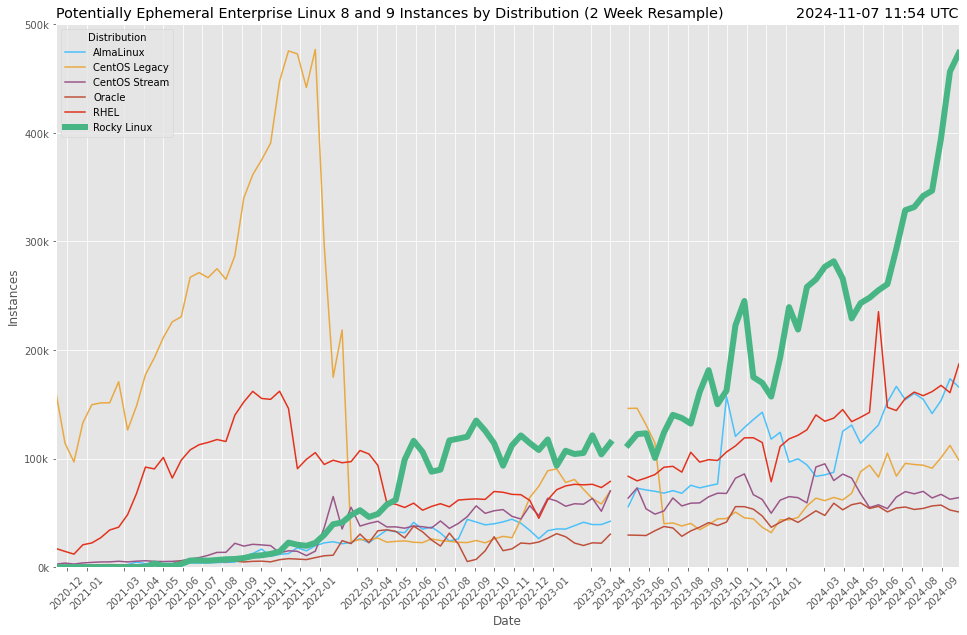 Potentially Ephemeral Enterprise Linux 8 and 9 Instances by Distribution (2 Week Resample) 2024-11-07 11:54 UTC
Distribution
AlmaLinux
CentOS Legacy
CentOS Stream
Oracle
RHEL
Rocky Linux
500k
400k
300k
200k
100k
0k
Instances
2020-12 2021-01 2021-03 2021-04 2021-05 2021-06 2021-07 2021-08 2021-09 2021-10 2021-11 2021-12 2022-01 2022-03 2022-04 2022-05 2022-06 2022-07 2022-08 2022-09 2022-10 2022-11 2022-12 2023-01 2023-03 2023-04 2023-05 2023-06 2023-07 2023-08 2023-09 2023-10 2023-11 2023-12 2024-01 2024-03 2024-04 2024-05 2024-06 2024-07 2024-08 2024-09
Date